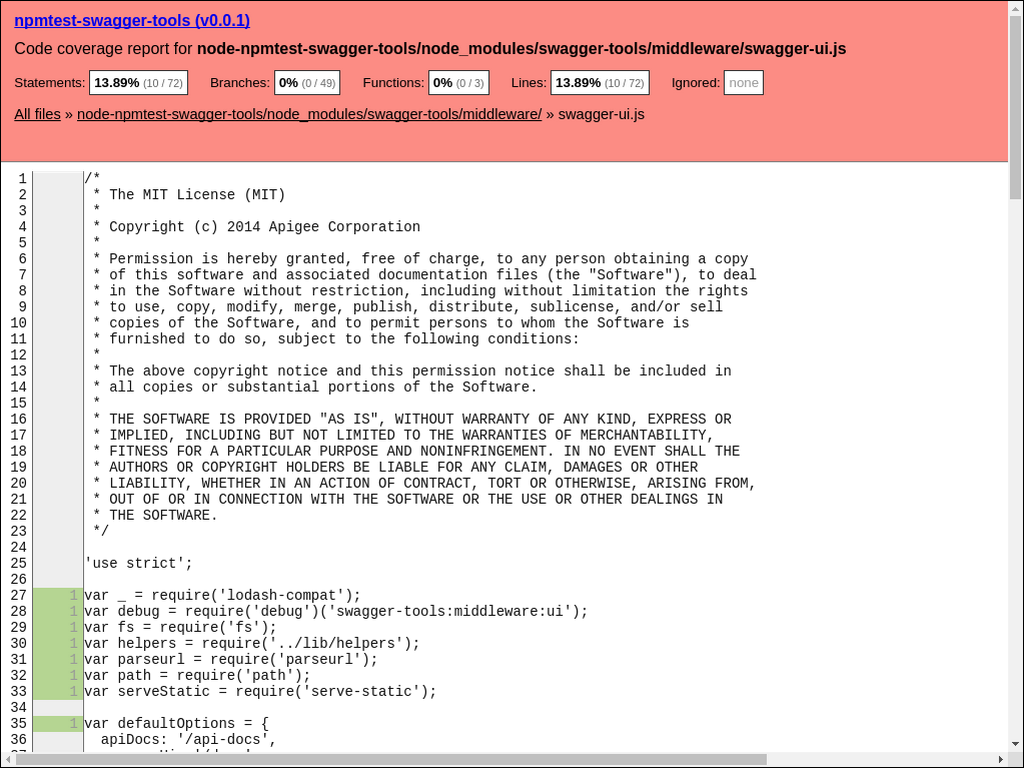 npmtest-swagger-tools (v0.0.1)
Code coverage report for node-npmtest-swagger-tools/node_modules/swagger-tools/middleware/swagger-ui.js
Statements: 13.89% (10 / 72) Branches: 0% (0 / 49) Functions: 0% (0 / 3) Lines: 13.89% (10 / 72) Ignored: none
All files » node-npmtest-swagger-tools/node_modules/swagger-tools/middleware/ » swagger-ui.js
1 /*
2  * The MIT License (MIT)
3  *
4  * Copyright (c) 2014 Apigee Corporation
5  *
6  * Permission is hereby granted, free of charge, to any person obtaining a copy
7  * of this software and associated documentation files (the "Software"), to deal
8  * in the Software without restriction, including without limitation the rights
9  * to use, copy, modify, merge, publish, distribute, sublicense, and/or sell
10  * copies of the Software, and to permit persons to whom the Software is
11  * furnished to do so, subject to the following conditions:
12  *
13  * The above copyright notice and this permission notice shall be included in
14  * all copies or substantial portions of the Software.
15  *
16  * THE SOFTWARE IS PROVIDED "AS IS", WITHOUT WARRANTY OF ANY KIND, EXPRESS OR
17  * IMPLIED, INCLUDING BUT NOT LIMITED TO THE WARRANTIES OF MERCHANTABILITY,
18  * FITNESS FOR A PARTICULAR PURPOSE AND NONINFRINGEMENT. IN NO EVENT SHALL THE
19  * AUTHORS OR COPYRIGHT HOLDERS BE LIABLE FOR ANY CLAIM, DAMAGES OR OTHER
20  * LIABILITY, WHETHER IN AN ACTION OF CONTRACT, TORT OR OTHERWISE, ARISING FROM,
21  * OUT OF OR IN CONNECTION WITH THE SOFTWARE OR THE USE OR OTHER DEALINGS IN
22  * THE SOFTWARE.
23  */
24
25 'use strict';
26
27 1 var _ = require('lodash-compat');
28 1 var debug = require('debug')('swagger-tools:middleware:ui');
29 1 var fs = require('fs');
30 1 var helpers = require('../lib/helpers');
31 1 var parseurl = require('parseurl');
32 1 var path = require('path');
33 1 var serveStatic = require('serve-static');
34
35 1 var defaultOptions = {
36   apiDocs: '/api-docs',